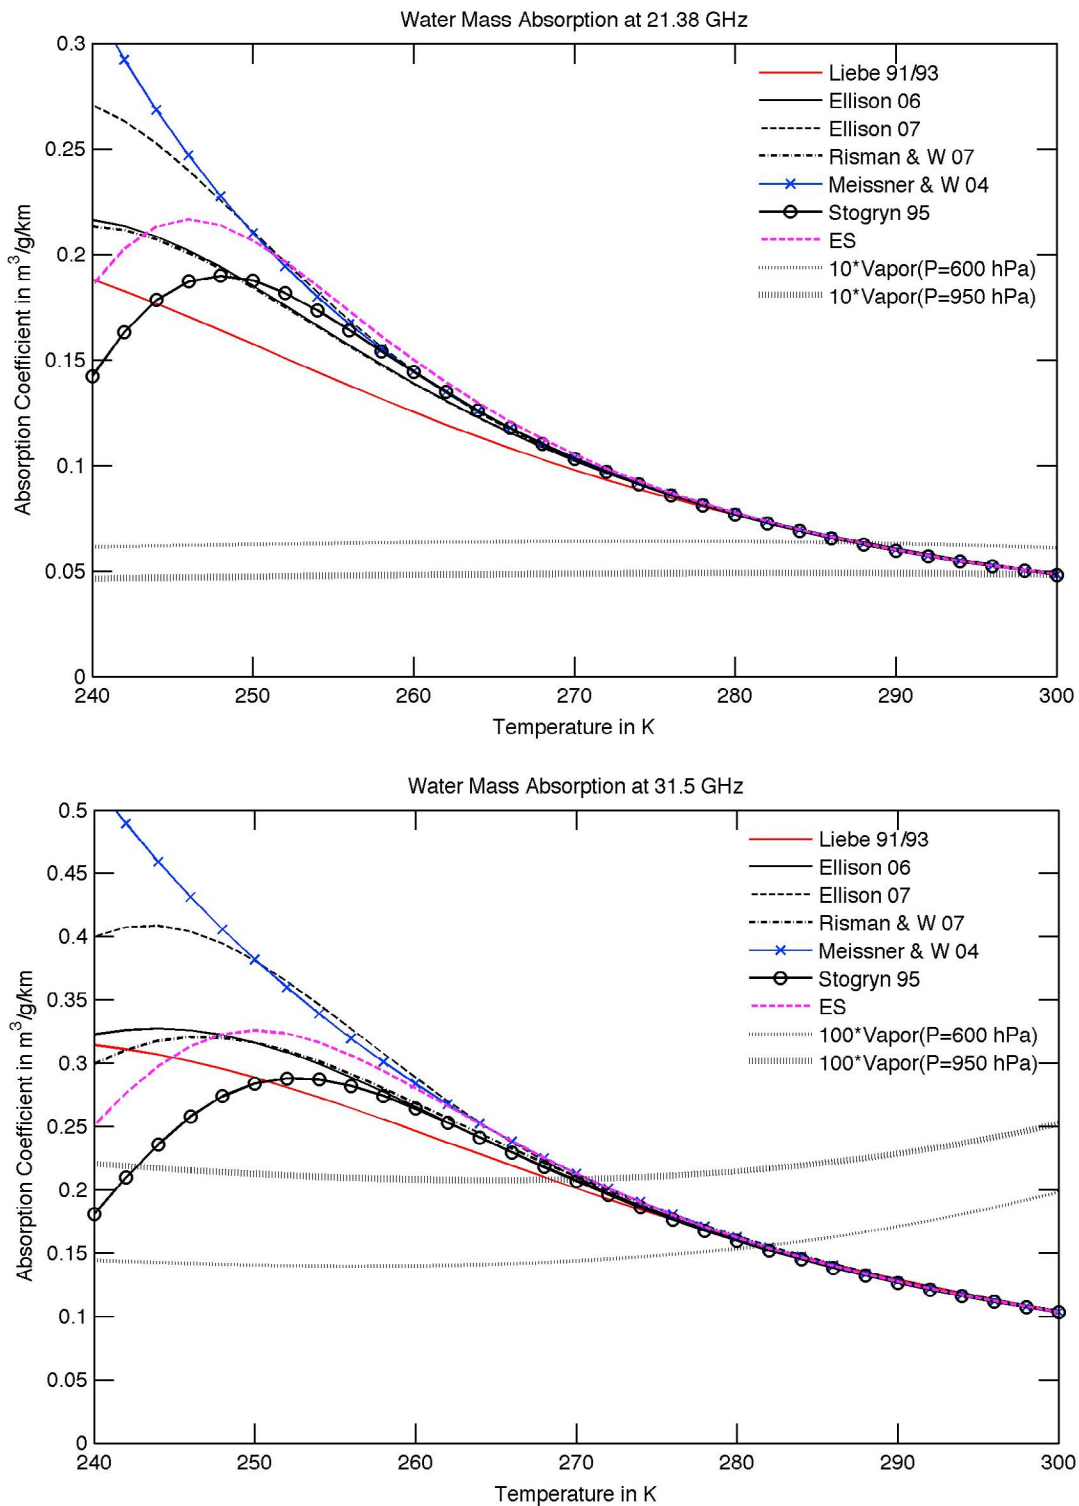 Water Mass Absorption at 21.38 GHz
0.3
0.25
0.2
0.15
0.1
0.05
0
Absorption Coefficient in m³/g/km
Liebe 91/93
Ellison 06
Ellison 07
Risman & W 07
Meissner & W 04
Stogryn 95
ES
10*Vapor(P=600 hPa)
10*Vapor(P=950 hPa)
240 250 260 270 280 290 300
Temperature in K
Water Mass Absorption at 31.5 GHz
0.5
0.45
0.4
0.35
0.3
0.25
0.2
0.15
0.1
0.05
0
Absorption Coefficient in m³/g/km
Liebe 91/93
Ellison 06
Ellison 07
Risman & W 07
Meissner & W 04
Stogryn 95
ES
100*Vapor(P=600 hPa)
100*Vapor(P=950 hPa)
240 250 260 270 280 290 300
Temperature in K